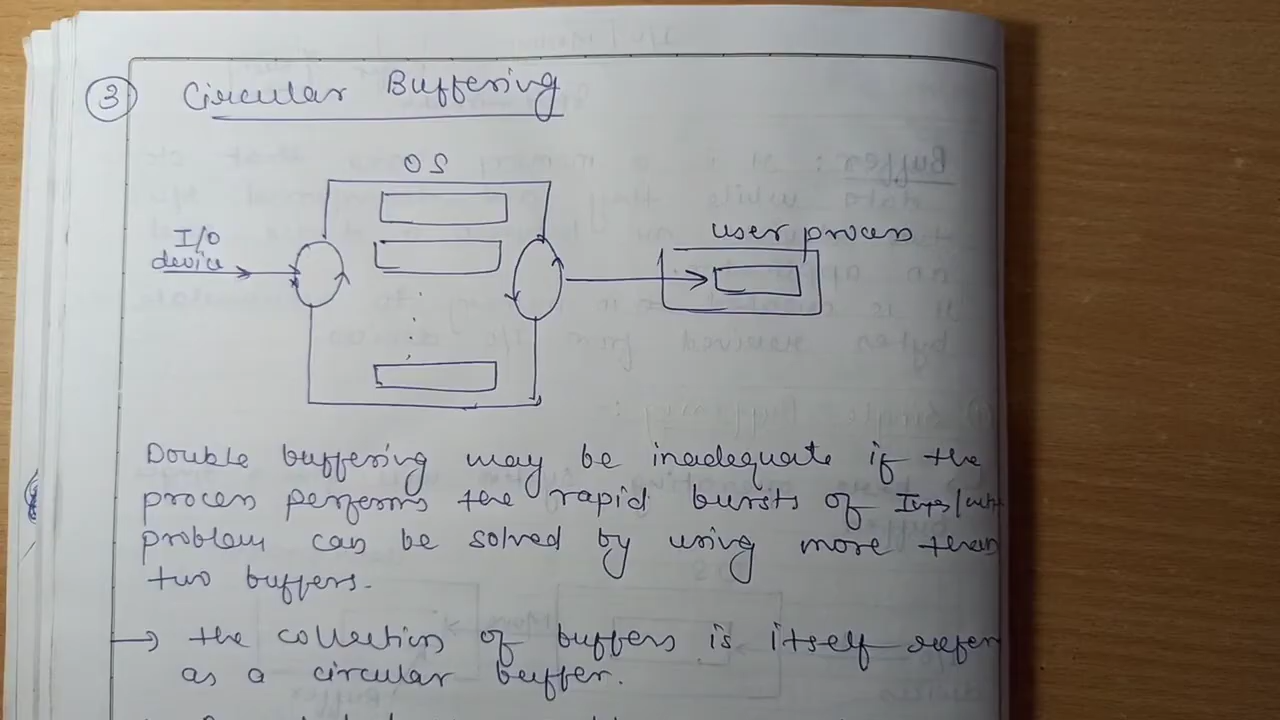 ③ Circular Buffering
OS
I/O
device
user process
Double buffering may be inadequate if the
process performs the rapid bursts of
problem can be solved by using more than
two buffers.
→ the collection of buffers is itself refer
as a circular buffer.